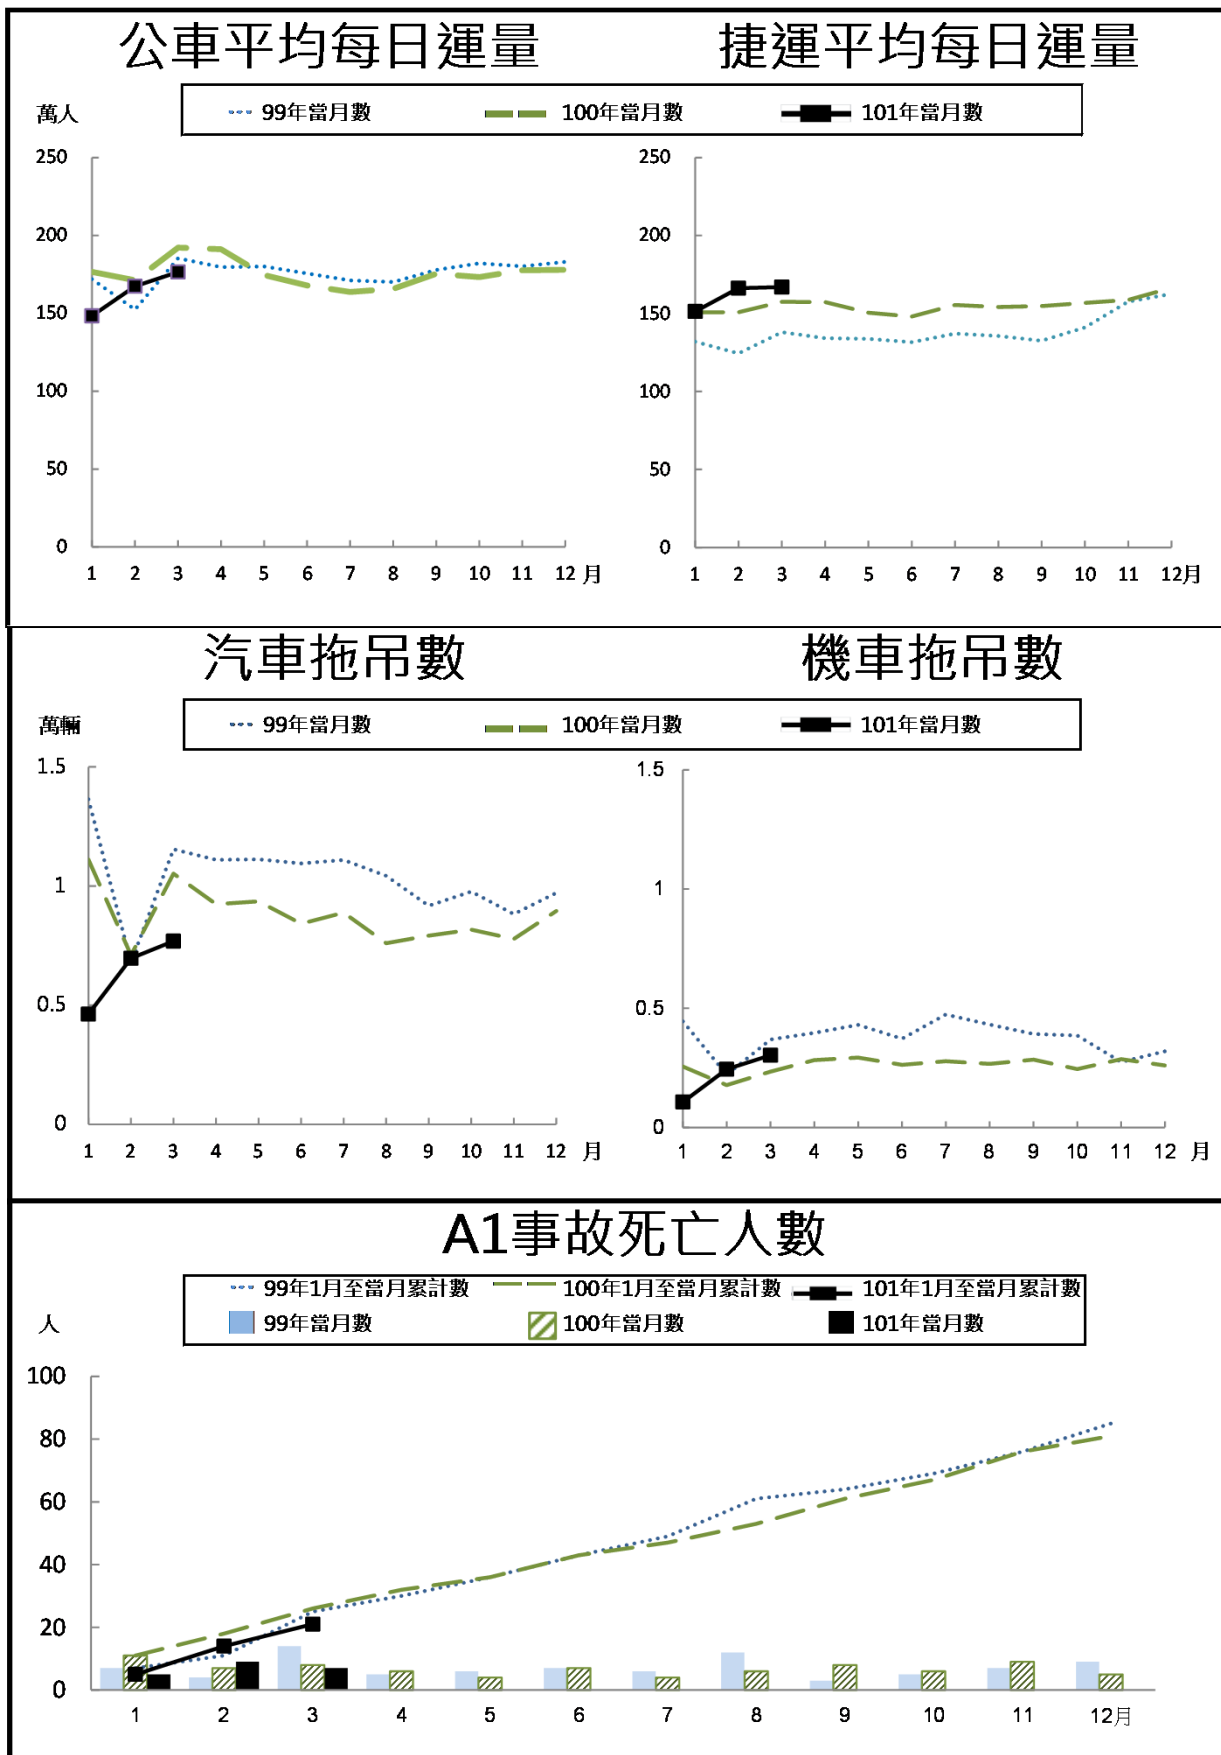 公車平均每日運量 捷運平均每日運量
萬人 99年當月數 100年當月數 101年當月數
250 250
200 200
150 150
100 100
50 50
0 0
1 2 3 4 5 6 7 8 9 10 11 12 月 1 2 3 4 5 6 7 8 9 10 11 12月
汽車拖吊數 機車拖吊數
萬輛 99年當月數 100年當月數 101年當月數
1.5 1.5
1 1
0.5 0.5
0 0
1 2 3 4 5 6 7 8 9 10 11 12 月 1 2 3 4 5 6 7 8 9 10 11 12 月
A1事故死亡人數
99年1月至當月累計數 100年1月至當月累計數 101年1月至當月累計數
人 99年當月數 100年當月數 101年當月數
100
80
60
40
20
0
1 2 3 4 5 6 7 8 9 10 11 12月